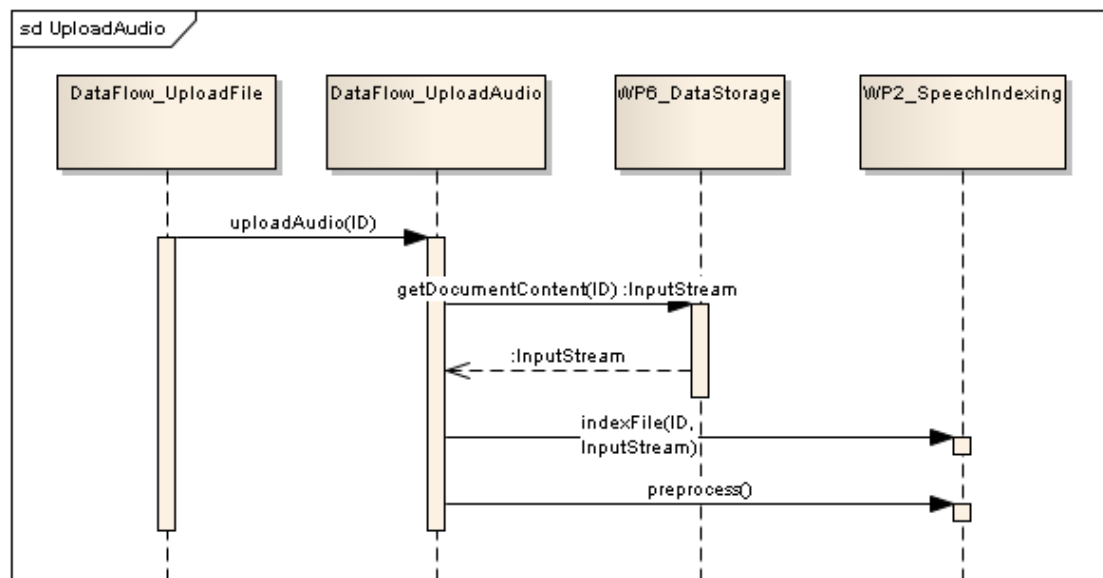 sd UploadAudio
DataFlow_UploadFile
DataFlow_UploadAudio
WP6_DataStorage
WP2_SpeechIndexing
uploadAudio(ID)
getDocumentContent(ID) :InputStream
:InputStream
indexFile(ID,
InputStream)
preprocess()